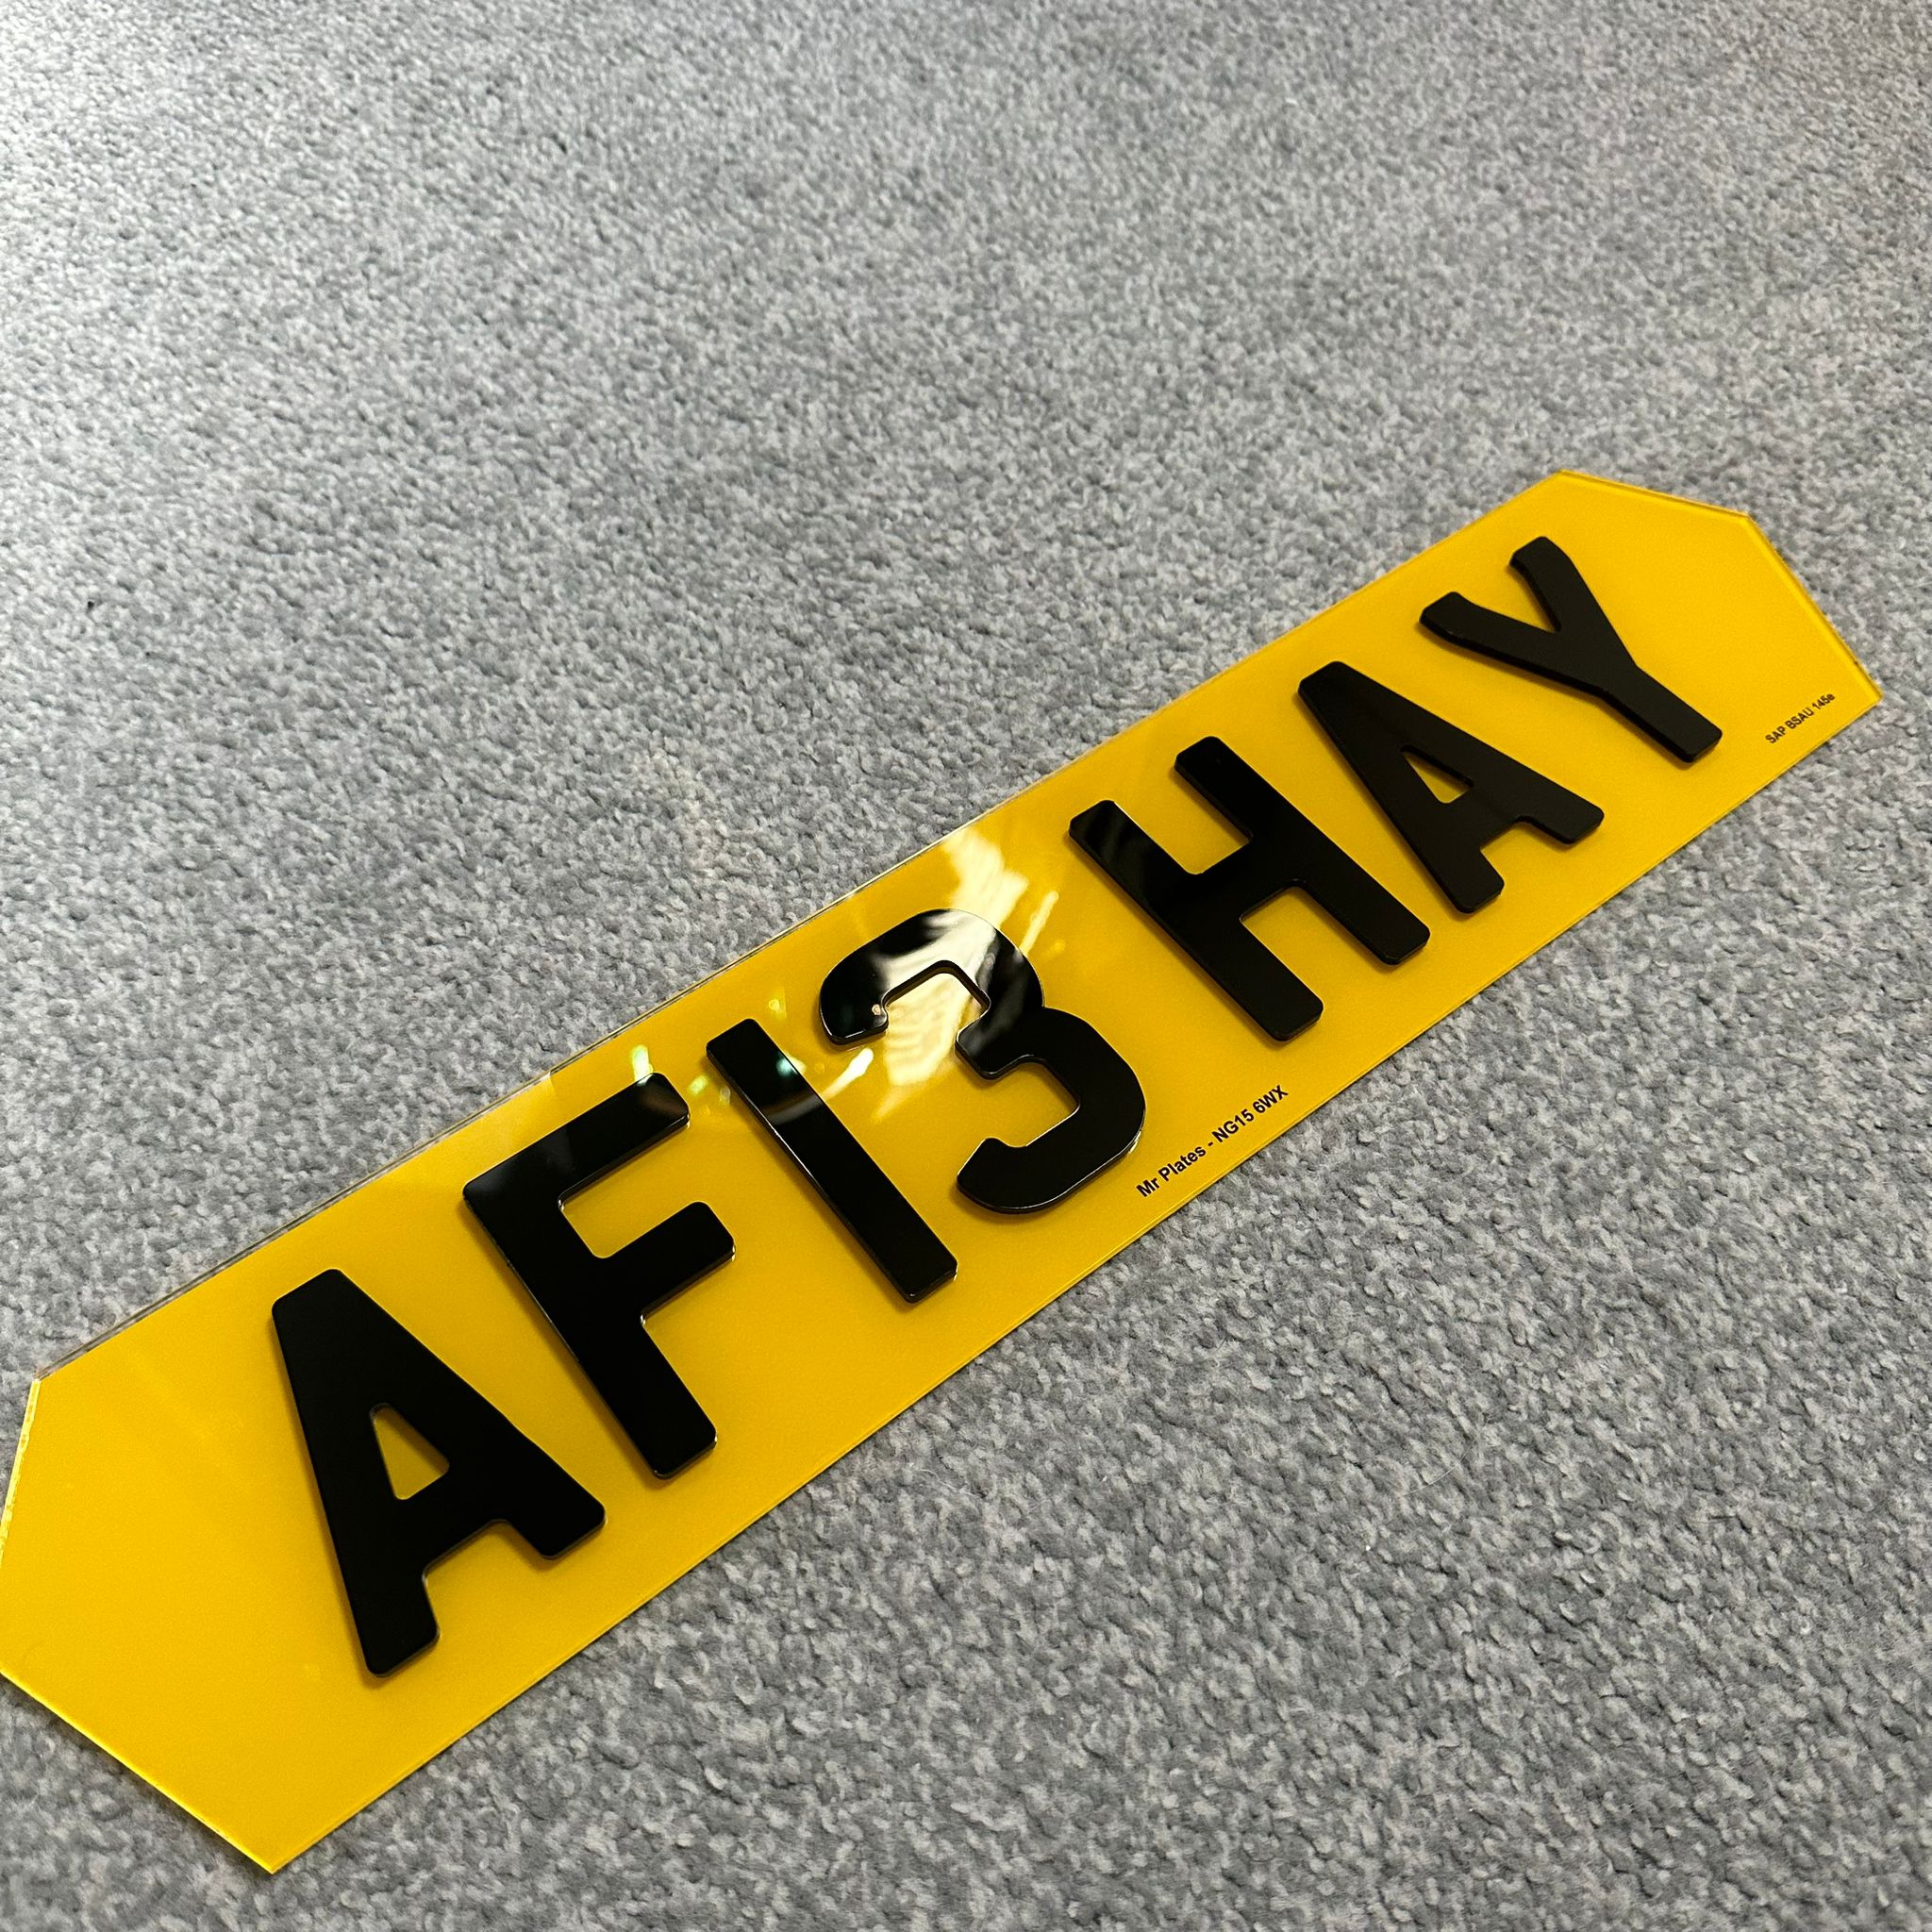 AF13 HAY
Mr Plates - NG15 6WX
SAP BSAU 145e